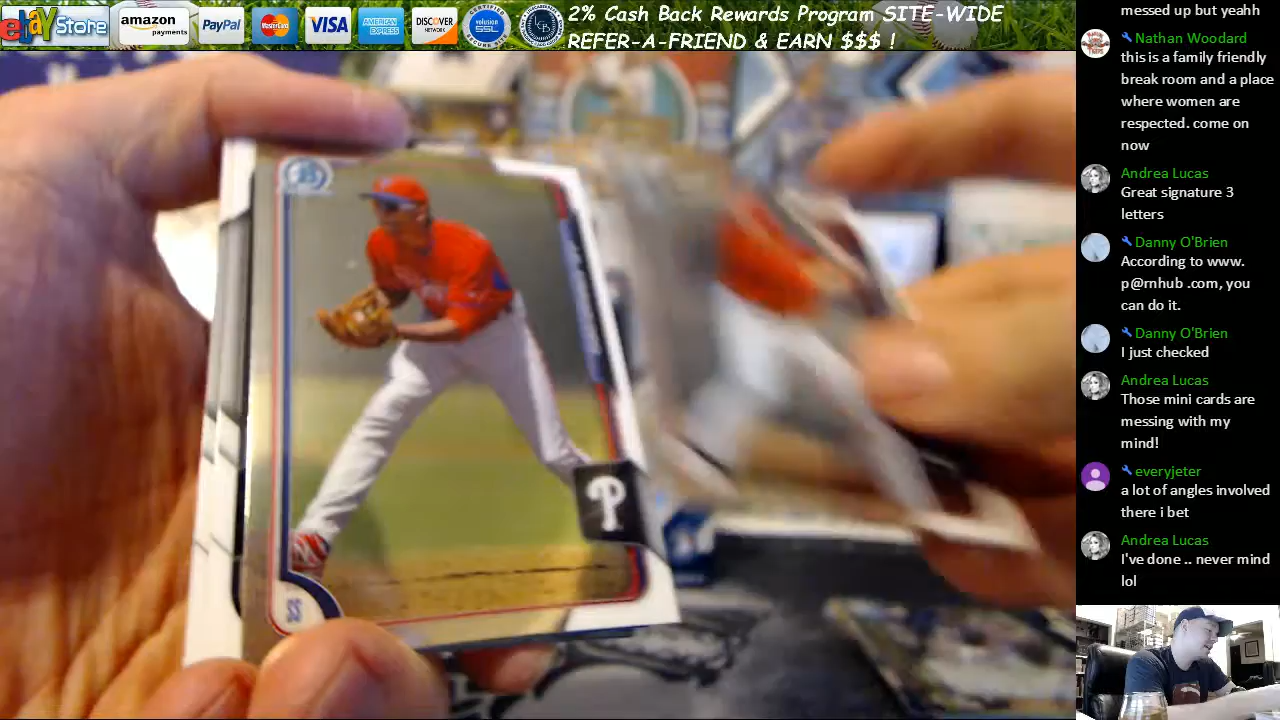 ebay Store
amazon
payments
PayPal
MasterCard
VISA
AMERICAN
EXPRESS
DISCOVER
NETWORK
SSL
2% Cash Back Rewards Program SITE-WIDE
REFER-A-FRIEND & EARN $$$ !
messed up but yeahh
Nathan Woodard
this is a family friendly
break room and a place
where women are
respected. come on
now
Andrea Lucas
Great signature 3
letters
Danny O'Brien
According to www.
p@rnhub .com, you
can do it.
Danny O'Brien
I just checked
Andrea Lucas
Those mini cards are
messing with my
mind!
everyjeter
a lot of angles involved
there i bet
Andrea Lucas
I've done .. never mind
lol
B
P
SS